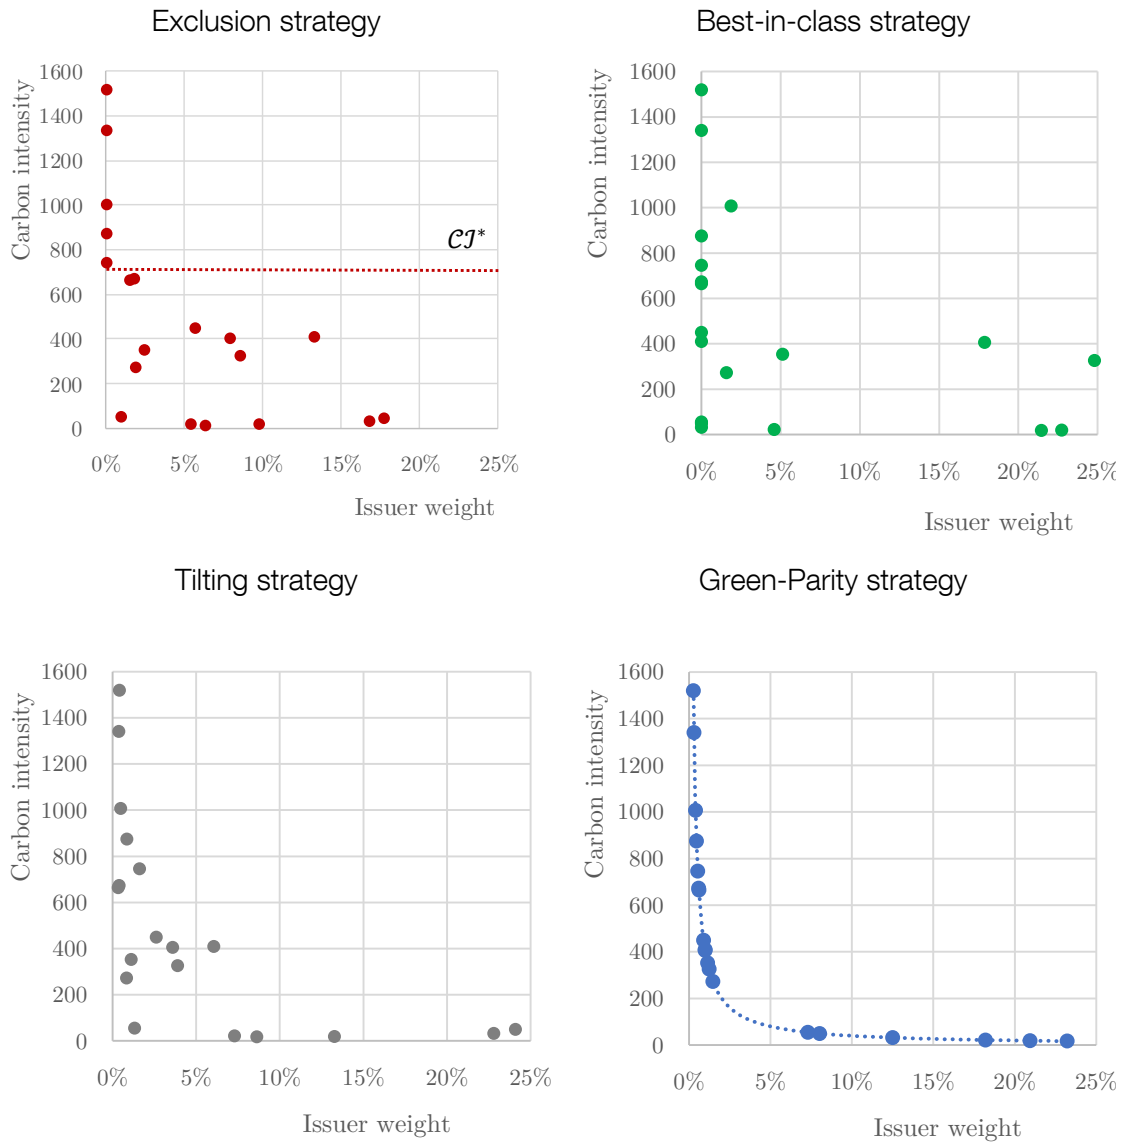 Exclusion strategy
Carbon intensity
1600
1400
1200
1000
800
600
400
200
0
CI*
0% 5% 10% 15% 20% 25%
Issuer weight
Best-in-class strategy
Carbon intensity
1600
1400
1200
1000
800
600
400
200
0
0% 5% 10% 15% 20% 25%
Issuer weight
Tilting strategy
Carbon intensity
1600
1400
1200
1000
800
600
400
200
0
0% 5% 10% 15% 20% 25%
Issuer weight
Green-Parity strategy
Carbon intensity
1600
1400
1200
1000
800
600
400
200
0
0% 5% 10% 15% 20% 25%
Issuer weight